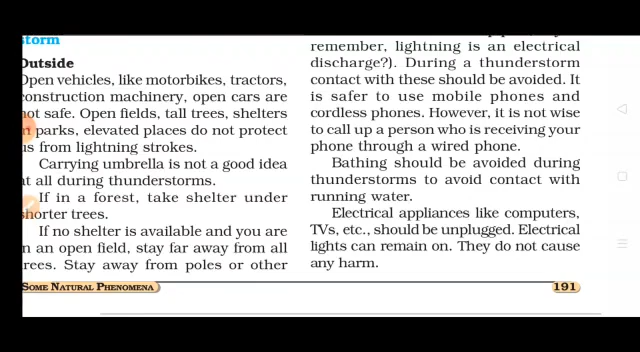 storm
Outside
Open vehicles, like motorbikes, tractors,
construction machinery, open cars are
not safe. Open fields, tall trees, shelters
in parks, elevated places do not protect
us from lightning strokes.
Carrying umbrella is not a good idea
at all during thunderstorms.
If in a forest, take shelter under
shorter trees.
If no shelter is available and you are
in an open field, stay far away from all
trees. Stay away from poles or other
remember, lightning is an electrical
discharge?). During a thunderstorm
contact with these should be avoided. It
is safer to use mobile phones and
cordless phones. However, it is not wise
to call up a person who is receiving your
phone through a wired phone.
Bathing should be avoided during
thunderstorms to avoid contact with
running water.
Electrical appliances like computers,
TVs, etc., should be unplugged. Electrical
lights can remain on. They do not cause
any harm.
SOME NATURAL PHENOMENA
191